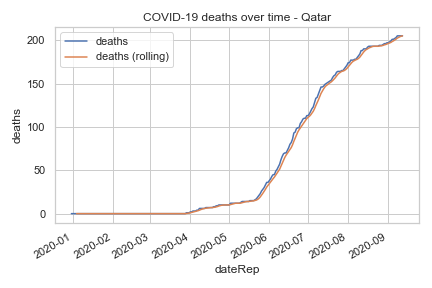 COVID-19 deaths over time - Qatar
deaths
deaths (rolling)
deaths
200
150
100
50
0
2020-01
2020-02
2020-03
2020-04
2020-05
2020-06
2020-07
2020-08
2020-09
dateRep